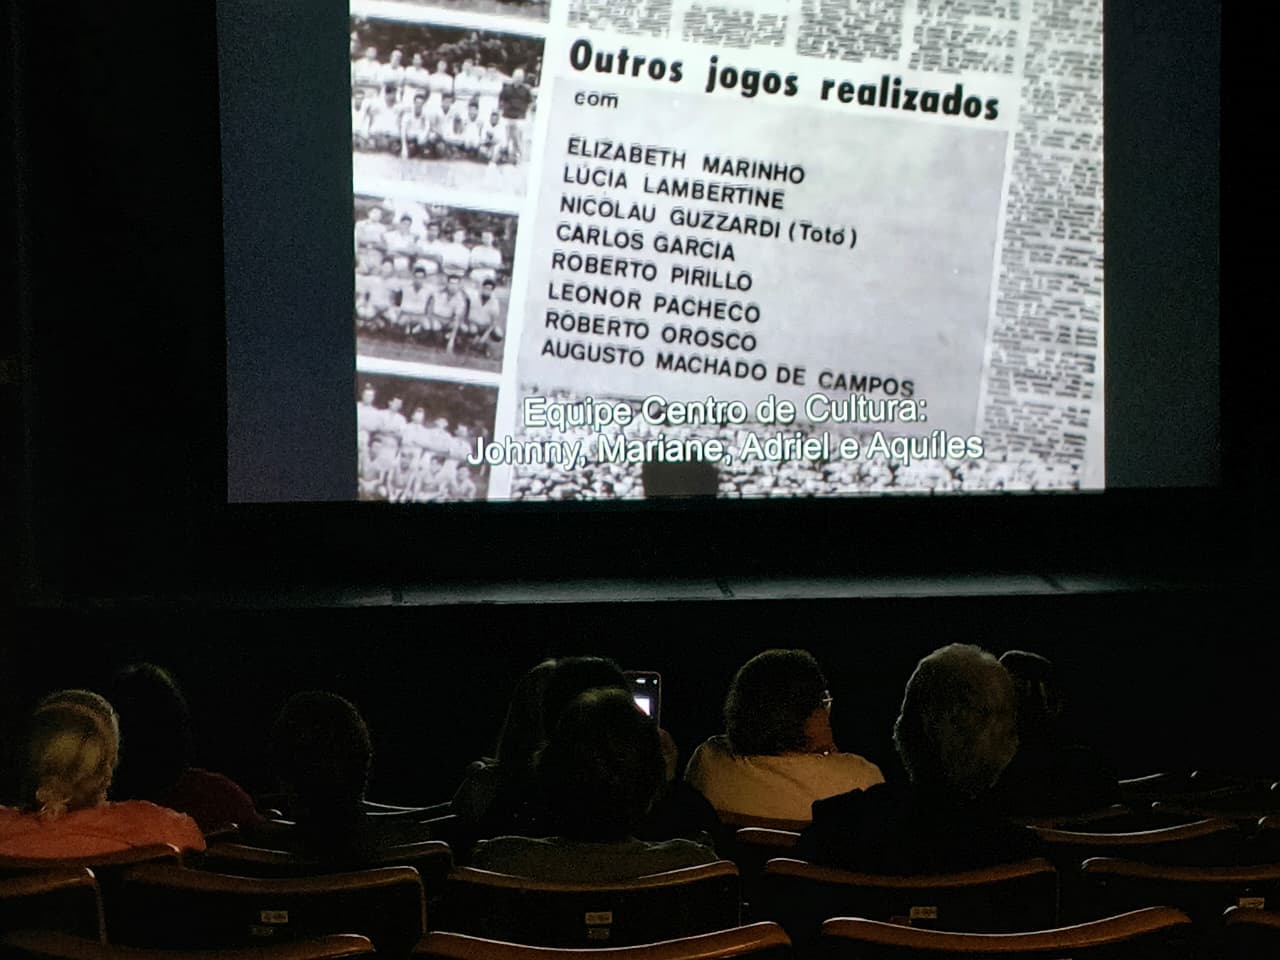 Outros jogos realizados
com
ELIZABETH MARINHO
LÚCIA LAMBERTINE
NICOLAU GUZZARDI (Totó)
CARLOS GARCIA
ROBERTO PIRILLO
LEONOR PACHECO
ROBERTO OROSCO
AUGUSTO MACHADO DE CAMPOS
Equipe Centro de Cultura:
Johnny, Mariane, Adriel e Aquíles